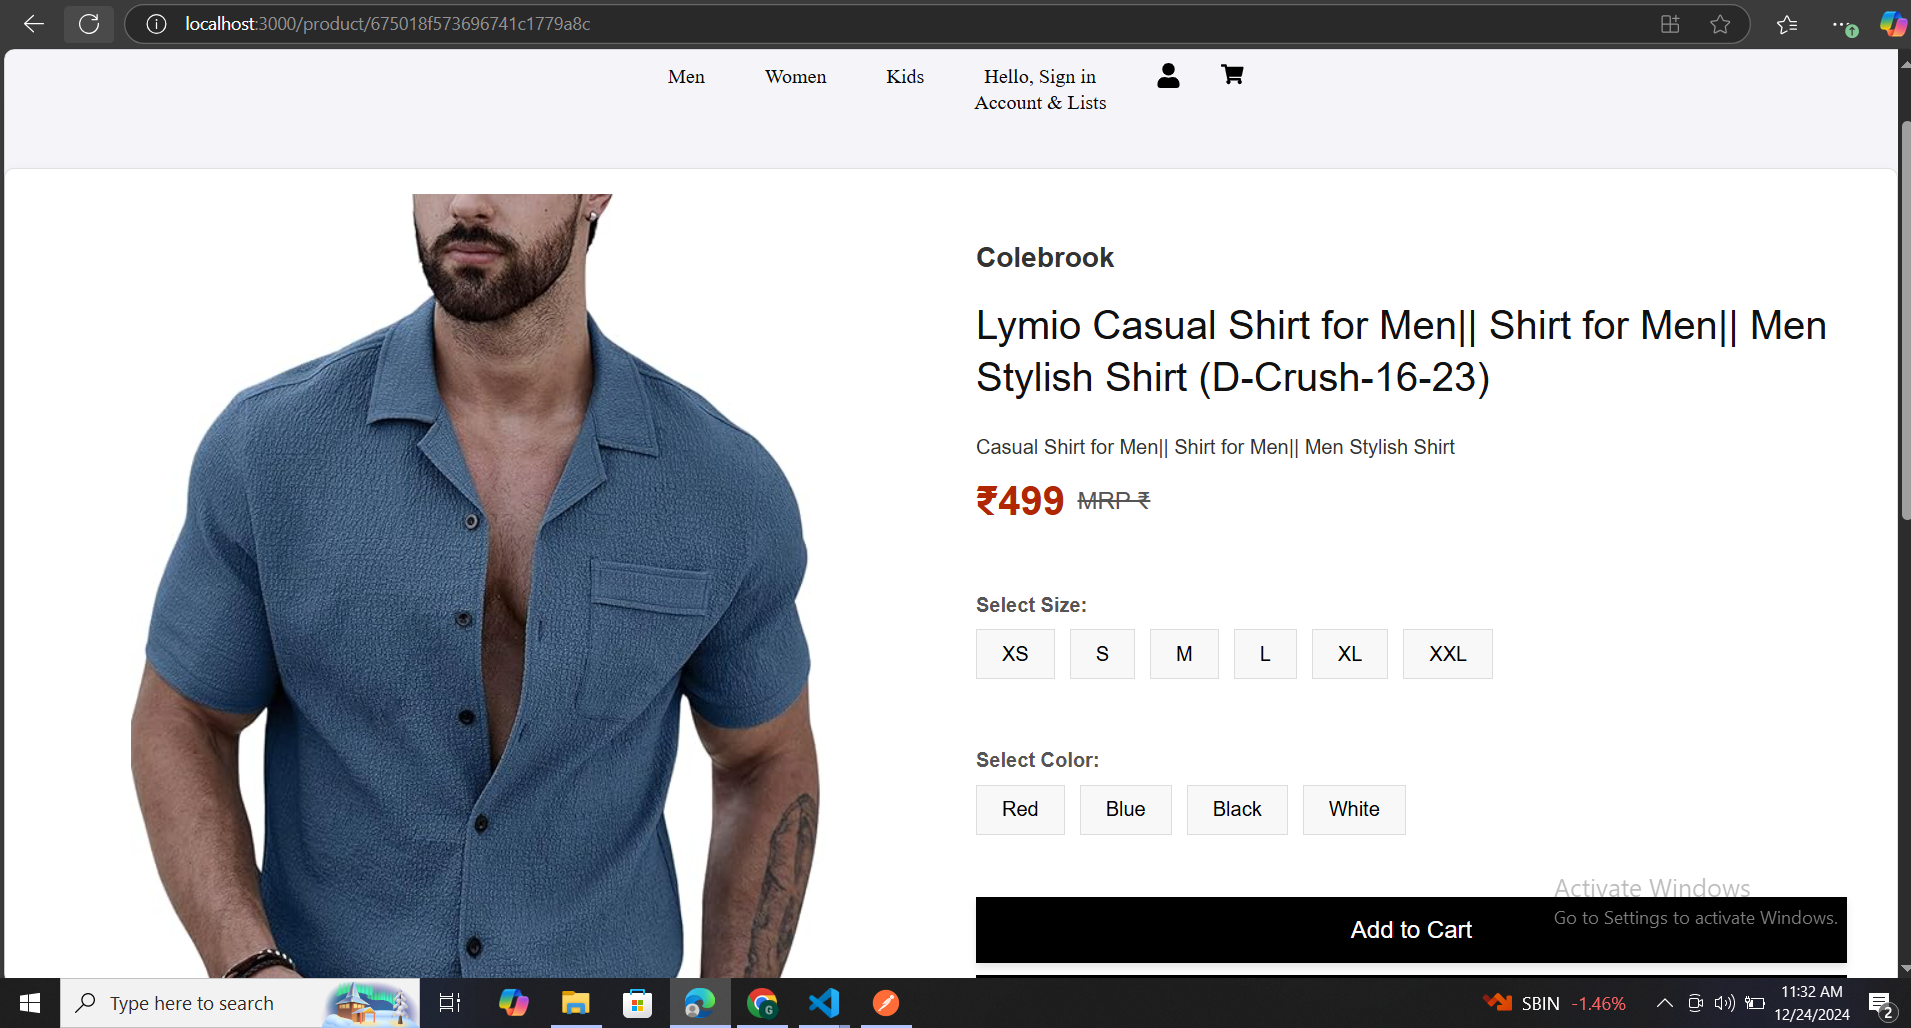 localhost:3000/product/675018f573696741c1779a8c
Men
Women
Kids
Hello, Sign in
Account & Lists
Colebrook
Lymio Casual Shirt for Men|| Shirt for Men|| Men
Stylish Shirt (D-Crush-16-23)
Casual Shirt for Men|| Shirt for Men|| Men Stylish Shirt
₹499 MRP ₹
Select Size:
XS
S
M
L
XL
XXL
Select Color:
Red
Blue
Black
White
Activate Windows
Go to Settings to activate Windows.
Add to Cart
Type here to search
G
SBIN -1.46%
11:32 AM
12/24/2024
2